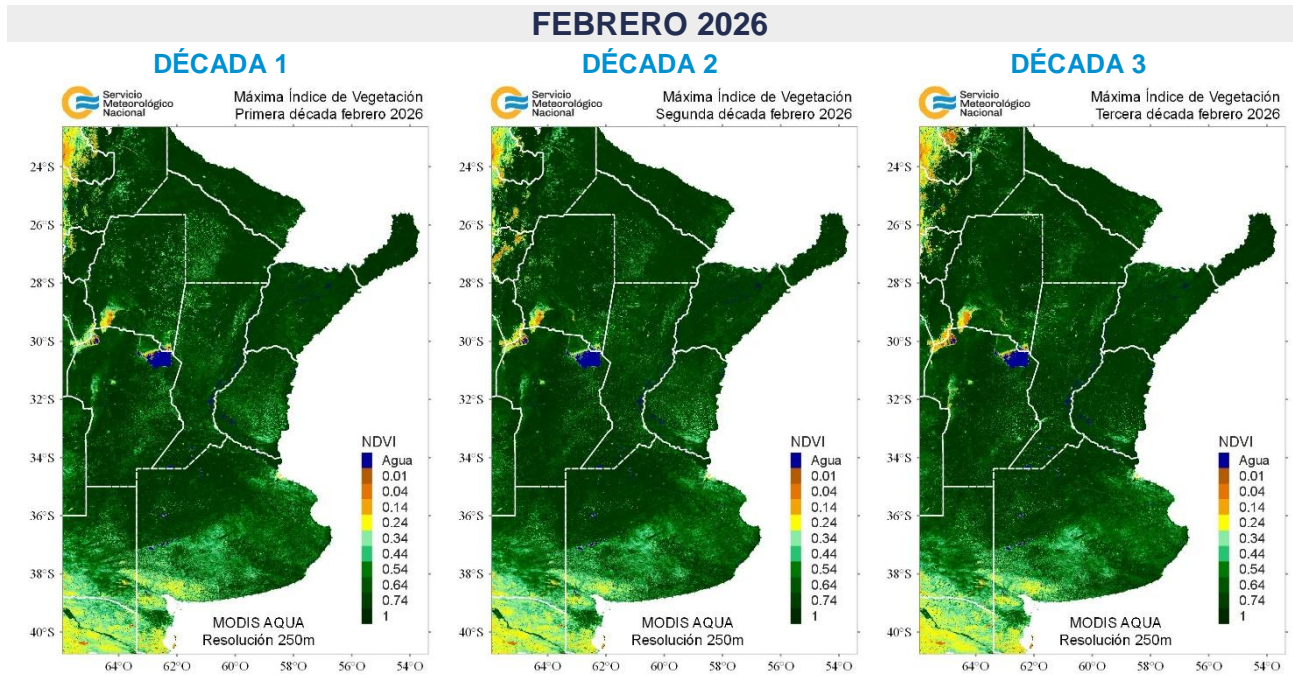 FEBRERO 2026
DÉCADA 1
Servicio
Meteorológico
Nacional
Máxima Índice de Vegetación
Primera década febrero 2026
24°S
26°S
28°S
30°S
32°S
34°S
36°S
38°S
40°S
NDVI
Agua
0.01
0.04
0.14
0.24
0.34
0.44
0.54
0.64
0.74
1
MODIS AQUA
Resolución 250m
64°O
62°O
60°O
58°O
56°O
54°O
DÉCADA 2
Servicio
Meteorológico
Nacional
Máxima Índice de Vegetación
Segunda década febrero 2026
24°S
26°S
28°S
30°S
32°S
34°S
36°S
38°S
40°S
NDVI
Agua
0.01
0.04
0.14
0.24
0.34
0.44
0.54
0.64
0.74
1
MODIS AQUA
Resolución 250m
64°O
62°O
60°O
58°O
56°O
54°O
DÉCADA 3
Servicio
Meteorológico
Nacional
Máxima Índice de Vegetación
Tercera década febrero 2026
24°S
26°S
28°S
30°S
32°S
34°S
36°S
38°S
40°S
NDVI
Agua
0.01
0.04
0.14
0.24
0.34
0.44
0.54
0.64
0.74
1
MODIS AQUA
Resolución 250m
64°O
62°O
60°O
58°O
56°O
54°O